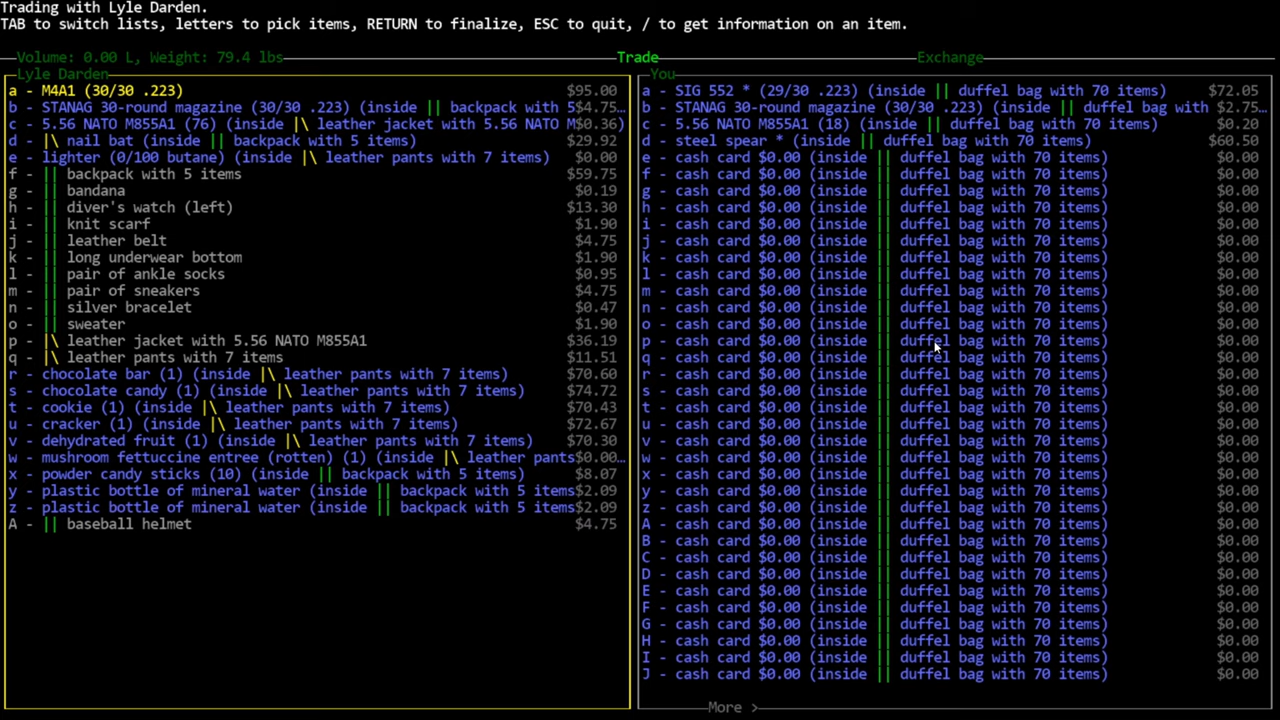 Trading with Lyle Darden.
TAB to switch lists, letters to pick items, RETURN to finalize, ESC to quit, / to get information on an item.
Volume: 0.00 L, Weight: 79.4 lbs Trade Exchange
Lyle Darden
a - M4A1 (30/30 .223) $95.00
b - STANAG 30-round magazine (30/30 .223) (inside || backpack with 5$4.75…
c - 5.56 NATO M855A1 (76) (inside |\ leather jacket with 5.56 NATO M$0.36)
d - |\ nail bat (inside || backpack with 5 items) $29.92
e - lighter (0/100 butane) (inside |\ leather pants with 7 items) $0.00
f - || backpack with 5 items $59.75
g - || bandana $0.19
h - || diver's watch (left) $13.30
i - || knit scarf $1.90
j - || leather belt $4.75
k - || long underwear bottom $1.90
l - || pair of ankle socks $0.95
m - || pair of sneakers $4.75
n - || silver bracelet $0.47
o - || sweater $1.90
p - |\ leather jacket with 5.56 NATO M855A1 $36.19
q - |\ leather pants with 7 items $11.51
r - chocolate bar (1) (inside |\ leather pants with 7 items) $70.60
s - chocolate candy (1) (inside |\ leather pants with 7 items) $74.72
t - cookie (1) (inside |\ leather pants with 7 items) $70.43
u - cracker (1) (inside |\ leather pants with 7 items) $72.67
v - dehydrated fruit (1) (inside |\ leather pants with 7 items) $70.30
w - mushroom fettuccine entree (rotten) (1) (inside |\ leather pants$0.00…
x - powder candy sticks (10) (inside || backpack with 5 items) $8.07
y - plastic bottle of mineral water (inside || backpack with 5 items$2.09
z - plastic bottle of mineral water (inside || backpack with 5 items$2.09
A - || baseball helmet $4.75
You
a - SIG 552 * (29/30 .223) (inside || duffel bag with 70 items) $72.05
b - STANAG 30-round magazine (30/30 .223) (inside || duffel bag with $2.75…
c - 5.56 NATO M855A1 (18) (inside || duffel bag with 70 items) $0.20
d - steel spear * (inside || duffel bag with 70 items) $60.50
e - cash card $0.00 (inside || duffel bag with 70 items) $0.00
f - cash card $0.00 (inside || duffel bag with 70 items) $0.00
g - cash card $0.00 (inside || duffel bag with 70 items) $0.00
h - cash card $0.00 (inside || duffel bag with 70 items) $0.00
i - cash card $0.00 (inside || duffel bag with 70 items) $0.00
j - cash card $0.00 (inside || duffel bag with 70 items) $0.00
k - cash card $0.00 (inside || duffel bag with 70 items) $0.00
l - cash card $0.00 (inside || duffel bag with 70 items) $0.00
m - cash card $0.00 (inside || duffel bag with 70 items) $0.00
n - cash card $0.00 (inside || duffel bag with 70 items) $0.00
o - cash card $0.00 (inside || duffel bag with 70 items) $0.00
p - cash card $0.00 (inside || duffel bag with 70 items) $0.00
q - cash card $0.00 (inside || duffel bag with 70 items) $0.00
r - cash card $0.00 (inside || duffel bag with 70 items) $0.00
s - cash card $0.00 (inside || duffel bag with 70 items) $0.00
t - cash card $0.00 (inside || duffel bag with 70 items) $0.00
u - cash card $0.00 (inside || duffel bag with 70 items) $0.00
v - cash card $0.00 (inside || duffel bag with 70 items) $0.00
w - cash card $0.00 (inside || duffel bag with 70 items) $0.00
x - cash card $0.00 (inside || duffel bag with 70 items) $0.00
y - cash card $0.00 (inside || duffel bag with 70 items) $0.00
z - cash card $0.00 (inside || duffel bag with 70 items) $0.00
A - cash card $0.00 (inside || duffel bag with 70 items) $0.00
B - cash card $0.00 (inside || duffel bag with 70 items) $0.00
C - cash card $0.00 (inside || duffel bag with 70 items) $0.00
D - cash card $0.00 (inside || duffel bag with 70 items) $0.00
E - cash card $0.00 (inside || duffel bag with 70 items) $0.00
F - cash card $0.00 (inside || duffel bag with 70 items) $0.00
G - cash card $0.00 (inside || duffel bag with 70 items) $0.00
H - cash card $0.00 (inside || duffel bag with 70 items) $0.00
I - cash card $0.00 (inside || duffel bag with 70 items) $0.00
J - cash card $0.00 (inside || duffel bag with 70 items) $0.00
More >